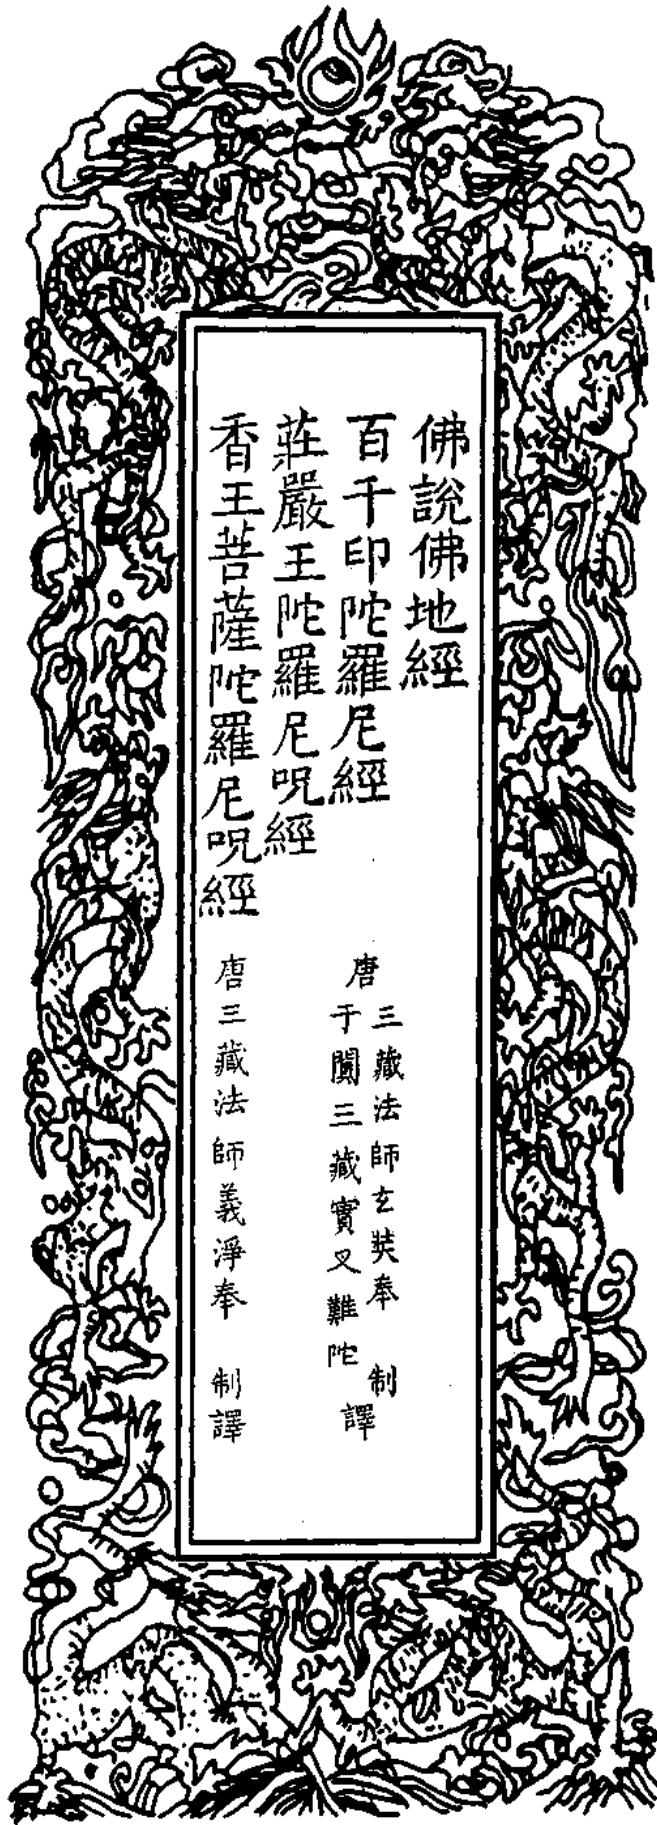 佛說佛地經
百千印陀羅尼經
莊嚴王陀羅尼呪經
香王菩薩陀羅尼呪經
唐
三藏法師玄奘奉 制
于闐三藏實叉難陀
譯
唐三藏法師義淨奉 制譯